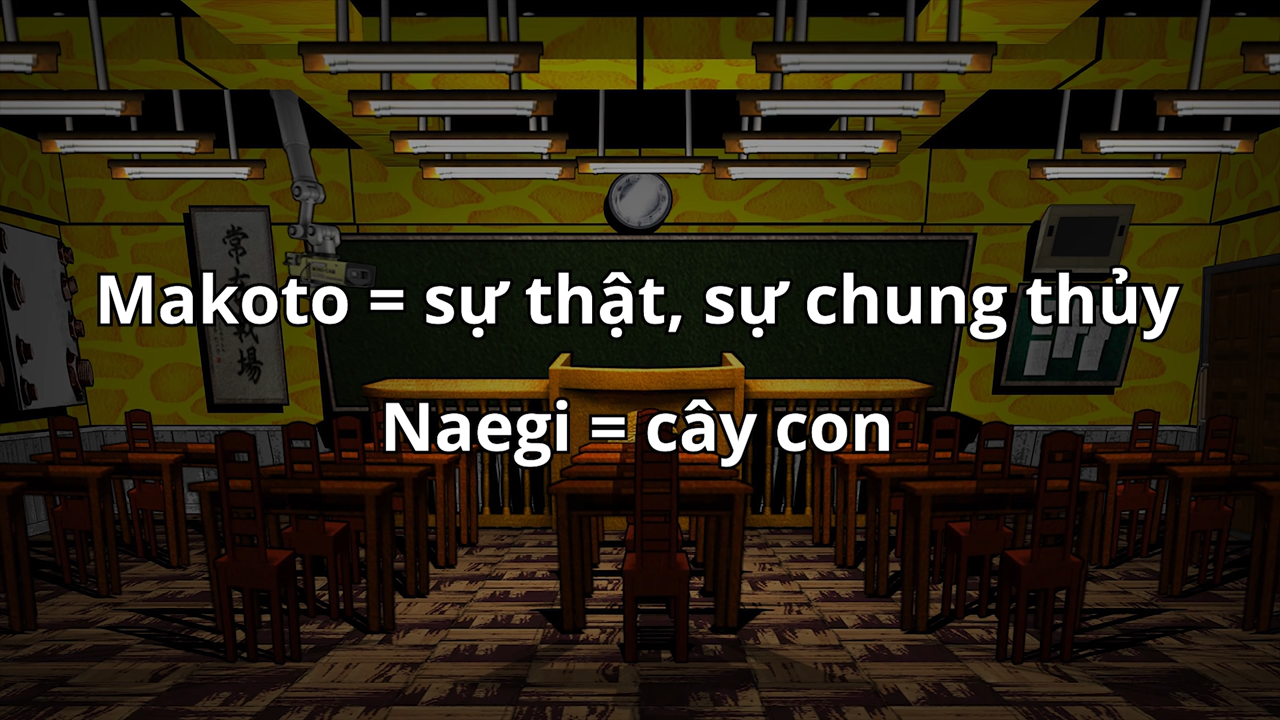 Makoto = sự thật, sự chung thủy
Naegi = cây con